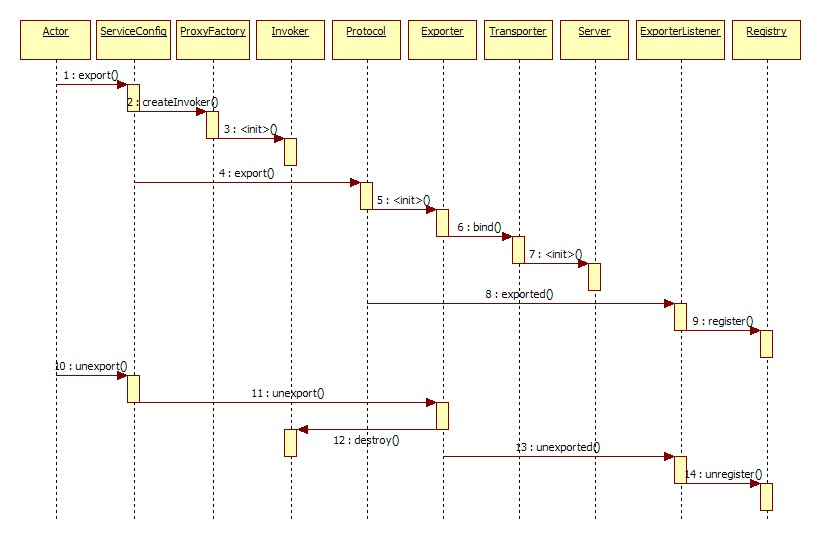 Actor ServiceConfig ProxyFactory Invoker Protocol Exporter Transporter Server ExporterListener Registry
1 : export()
2 : createInvoker()
3 : <init>()
4 : export()
5 : <init>()
6 : bind()
7 : <init>()
8 : exported()
9 : register()
10 : unexport()
11 : unexport()
12 : destroy()
13 : unexported()
14 : unregister()